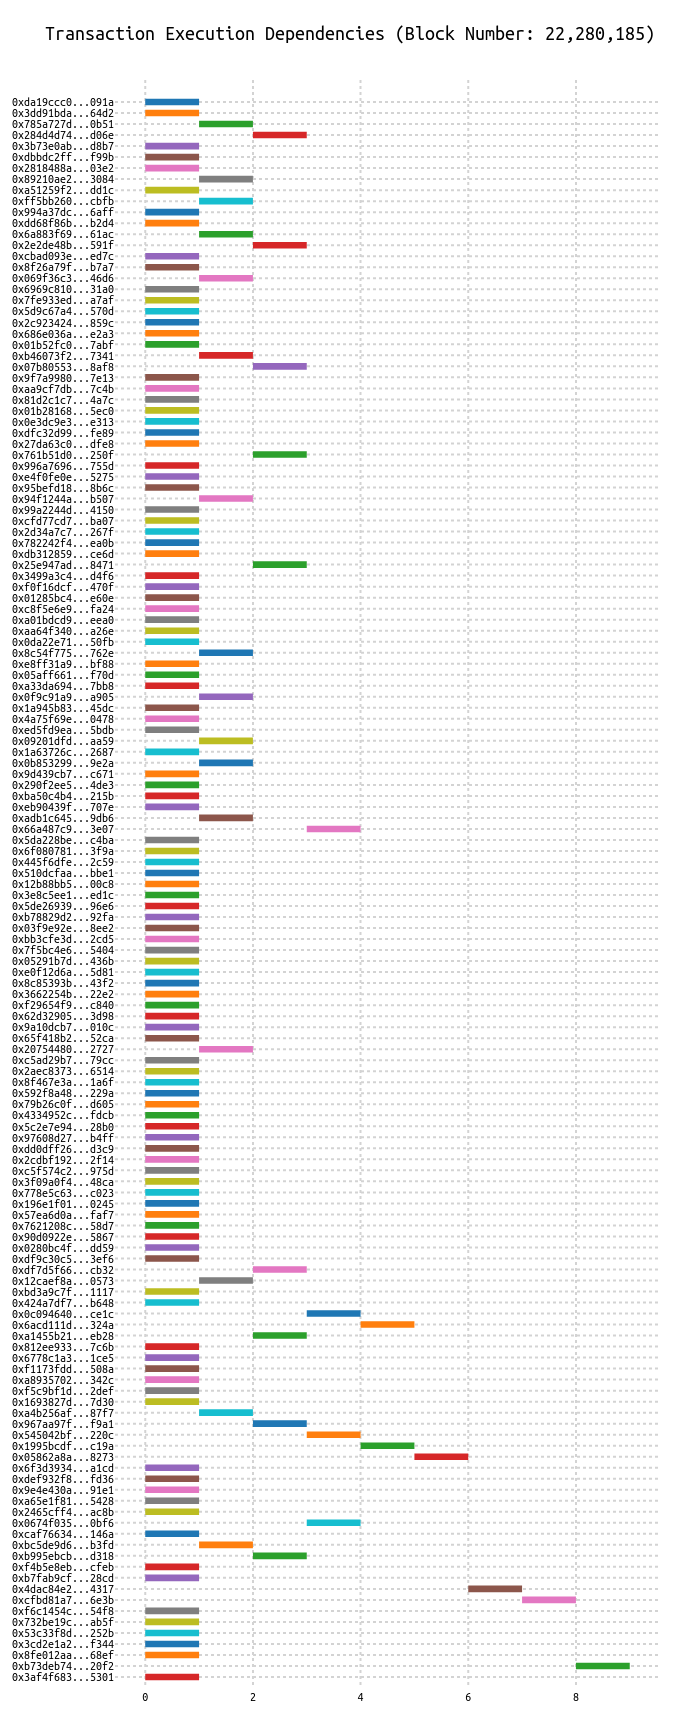 Transaction Execution Dependencies (Block Number: 22,280,185)
0xda19ccc0...091a
0x3dd91bda...64d2
0x785a727d...0b51
0x284d4d74...d06e
0x3b73e0ab...d8b7
0xdbbdc2ff...f99b
0x2818488a...03e2
0x89210ae2...3084
0xa51259f2...dd1c
0xff5bb260...cbfb
0x994a37dc...6aff
0xdd68f86b...b2d4
0x6a883f69...61ac
0x2e2de48b...591f
0xcbad093e...ed7c
0x8f26a79f...b7a7
0x069f36c3...46d6
0x6969c810...31a0
0x7fe933ed...a7af
0x5d9c67a4...570d
0x2c923424...859c
0x686e036a...e2a3
0x01b52fc0...7abf
0xb46073f2...7341
0x07b80553...8af8
0x9f7a9980...7e13
0xaa9cf7db...7c4b
0x81d2c1c7...4a7c
0x01b28168...5ec0
0x0e3dc9e3...e313
0xdfc32d99...fe89
0x27da63c0...dfe8
0x761b51d0...250f
0x996a7696...755d
0xe4f0fe0e...5275
0x95befd18...8b6c
0x94f1244a...b507
0x99a2244d...4150
0xcfd77cd7...ba07
0x2d34a7c7...267f
0x782242f4...ea0b
0xdb312859...ce6d
0x25e947ad...8471
0x3499a3c4...d4f6
0xf0f16dcf...470f
0x01285bc4...e60e
0xc8f5e6e9...fa24
0xa01bdcd9...eea0
0xaa64f340...a26e
0x0da22e71...50fb
0x8c54f775...762e
0xe8ff31a9...bf88
0x05aff661...f70d
0xa33da694...7bb8
0x0f9c91a9...a905
0x1a945b83...45dc
0x4a75f69e...0478
0xed5fd9ea...5bdb
0x09201dfd...aa59
0x1a63726c...2687
0x0b853299...9e2a
0x9d439cb7...c671
0x290f2ee5...4de3
0xba50c4b4...215b
0xeb90439f...707e
0xadb1c645...9db6
0x66a487c9...3e07
0x5da228be...c4ba
0x6f080781...3f9a
0x445f6dfe...2c59
0x510dcfaa...bbe1
0x12b88bb5...00c8
0x3e8c5ee1...ed1c
0x5de26939...96e6
0xb78829d2...92fa
0x03f9e92e...8ee2
0xbb3cfe3d...2cd5
0x7f5bc4e6...5404
0x05291b7d...436b
0xe0f12d6a...5d81
0x8c85393b...43f2
0x3662254b...22e2
0xf29654f9...c840
0x62d32905...3d98
0x9a10dcb7...010c
0x65f418b2...52ca
0x20754480...2727
0xc5ad29b7...79cc
0x2aec8373...6514
0x8f467e3a...1a6f
0x592f8a48...229a
0x79b26c0f...d605
0x4334952c...fdcb
0x5c2e7e94...28b0
0x97608d27...b4ff
0xdd0dff26...d3c9
0x2cdbf192...2f14
0xc5f574c2...975d
0x3f09a0f4...48ca
0x778e5c63...c023
0x196e1f01...0245
0x57ea6d0a...faf7
0x7621208c...58d7
0x90d0922e...5867
0x0280bc4f...dd59
0xdf9c30c5...3ef6
0xdf7d5f66...cb32
0x12caef8a...0573
0xbd3a9c7f...1117
0x424a7df7...b648
0x0c094640...ce1c
0x6acd111d...324a
0xa1455b21...eb28
0x812ee933...7c6b
0x6778c1a3...1ce5
0xf1173fdd...508a
0xa8935702...342c
0xf5c9bf1d...2def
0x1693827d...7d30
0xa4b256af...87f7
0x967aa97f...f9a1
0x545042bf...220c
0x1995bcdf...c19a
0x05862a8a...8273
0x6f3d3934...a1cd
0xdef932f8...fd36
0x9e4e430a...91e1
0xa65e1f81...5428
0x2465cff4...ac8b
0x0674f035...0bf6
0xcaf76634...146a
0xbc5de9d6...b3fd
0xb995ebcb...d318
0xf4b5e8eb...cfeb
0xb7fab9cf...28cd
0x4dac84e2...4317
0xcfbd81a7...6e3b
0xf6c1454c...54f8
0x732be19c...ab5f
0x53c33f8d...252b
0x3cd2e1a2...f344
0x8fe012aa...68ef
0xb73deb74...20f2
0x3af4f683...5301
0 2 4 6 8